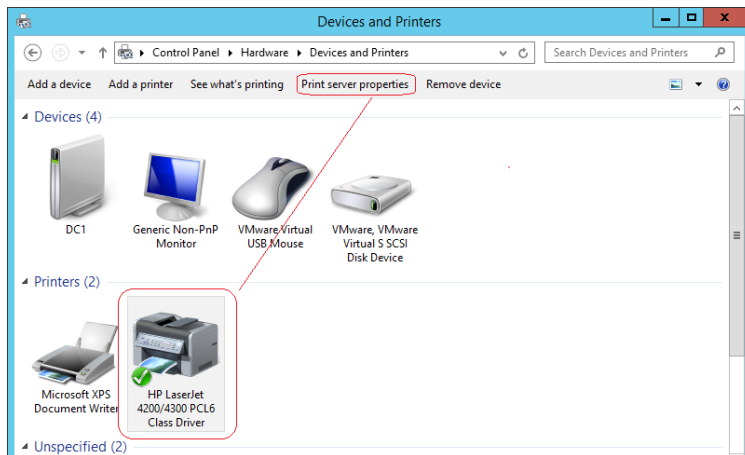 Devices and Printers
Control Panel Hardware Devices and Printers Search Devices and Printers
Add a device Add a printer See what's printing Print server properties Remove device
Devices (4)
DC1
Generic Non-PnP
Monitor
VMware Virtual
USB Mouse
VMware, VMware
Virtual S SCSI
Disk Device
Printers (2)
Microsoft XPS
Document Writer
HP LaserJet
4200/4300 PCL6
Class Driver
Unspecified (2)